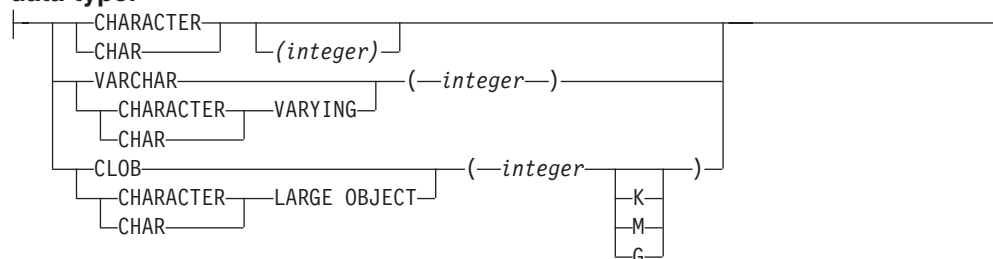 data-type:
CHARACTER
CHAR (integer)
VARCHAR ( integer )
CHARACTER VARYING
CHAR
CLOB ( integer )
CHARACTER LARGE OBJECT K
CHAR M
G